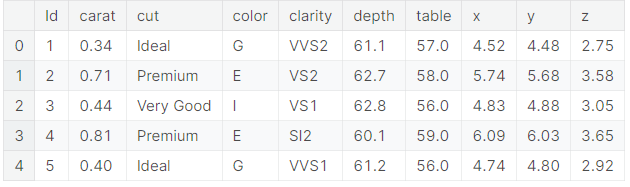 Id carat cut color clarity depth table x y z
0 1 0.34 Ideal G VVS2 61.1 57.0 4.52 4.48 2.75
1 2 0.71 Premium E VS2 62.7 58.0 5.74 5.68 3.58
2 3 0.44 Very Good I VS1 62.8 56.0 4.83 4.88 3.05
3 4 0.81 Premium E SI2 60.1 59.0 6.09 6.03 3.65
4 5 0.40 Ideal G VVS1 61.2 56.0 4.74 4.80 2.92